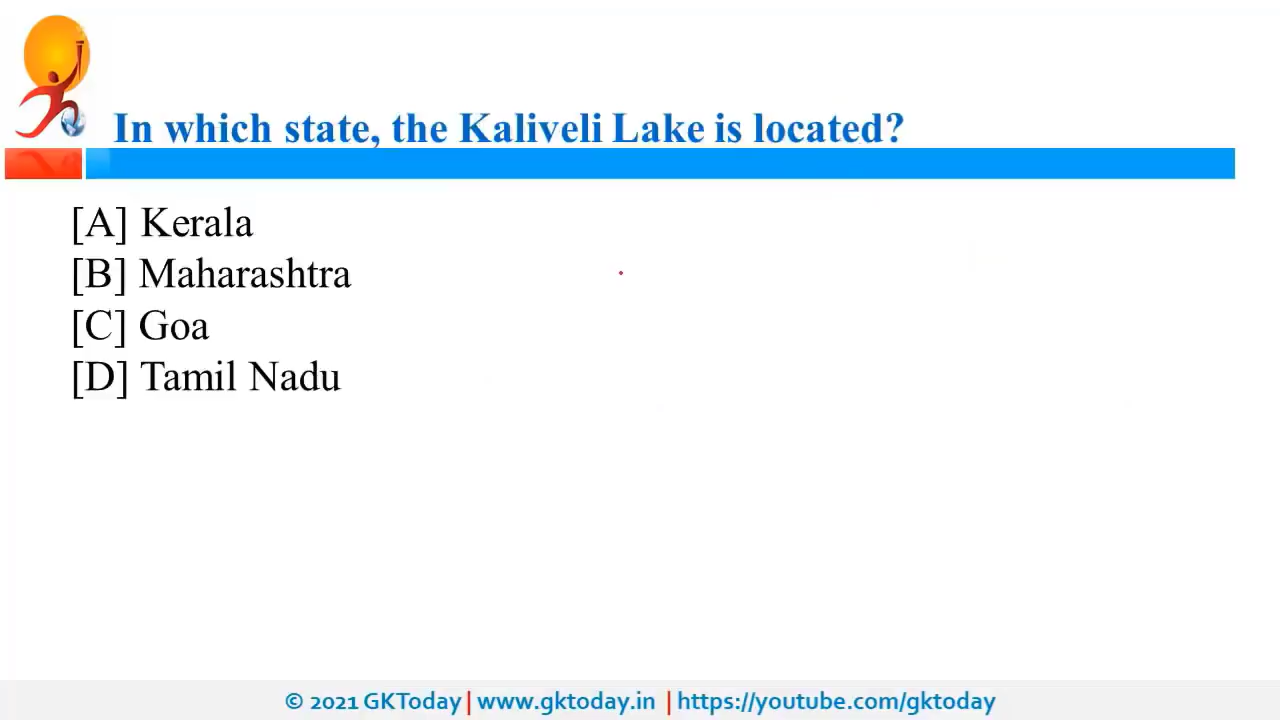 In which state, the Kaliveli Lake is located?
[A] Kerala
[B] Maharashtra
[C] Goa
[D] Tamil Nadu
© 2021 GKToday | www.gktoday.in | https://youtube.com/gktoday